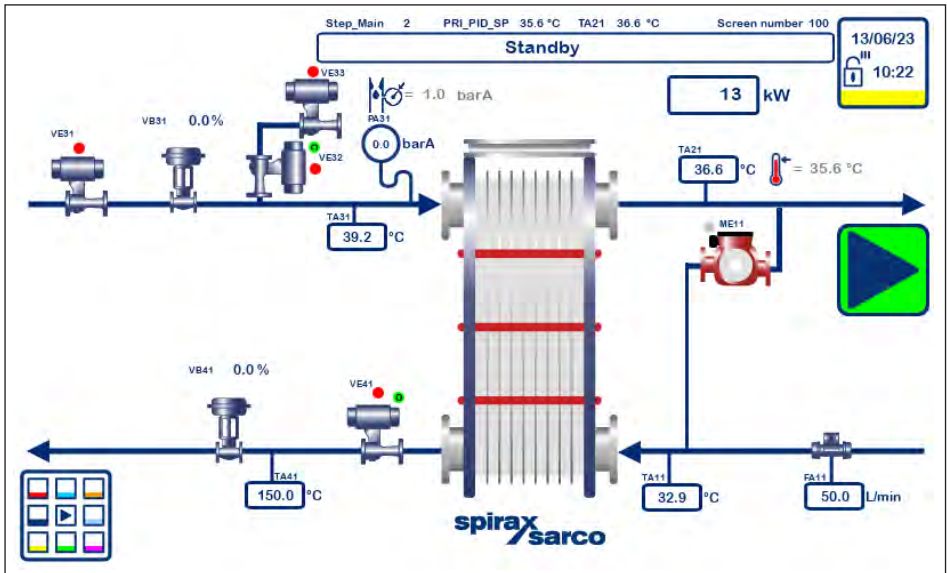 Step_Main 2 PRI_PID_SP 35.6 °C TA21 36.6 °C Screen number 100
Standby
13/06/23
10:22
VE33
= 1.0 barA
13 kW
PA31
0.0 barA
VE31
VB31 0.0%
VE32
TA21
36.6 °C
= 35.6 °C
TA31
39.2 °C
ME11
VB41 0.0%
VE41
TA41
150.0 °C
TA11
32.9 °C
FA11
50.0 L/min
spirax
sarco